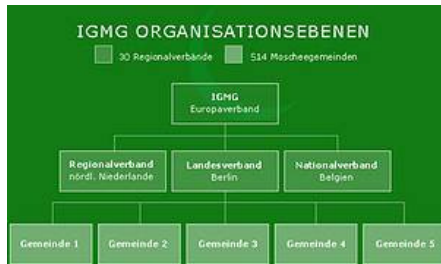 IGMG ORGANISATIONSEBENEN
30 Regionalverbände 514 Moscheegemeinden
IGMG
Europaverband
Regionalverband
nördl. Niederlande
Landesverband
Berlin
Nationalverband
Belgien
Gemeinde 1
Gemeinde 2
Gemeinde 3
Gemeinde 4
Gemeinde 5